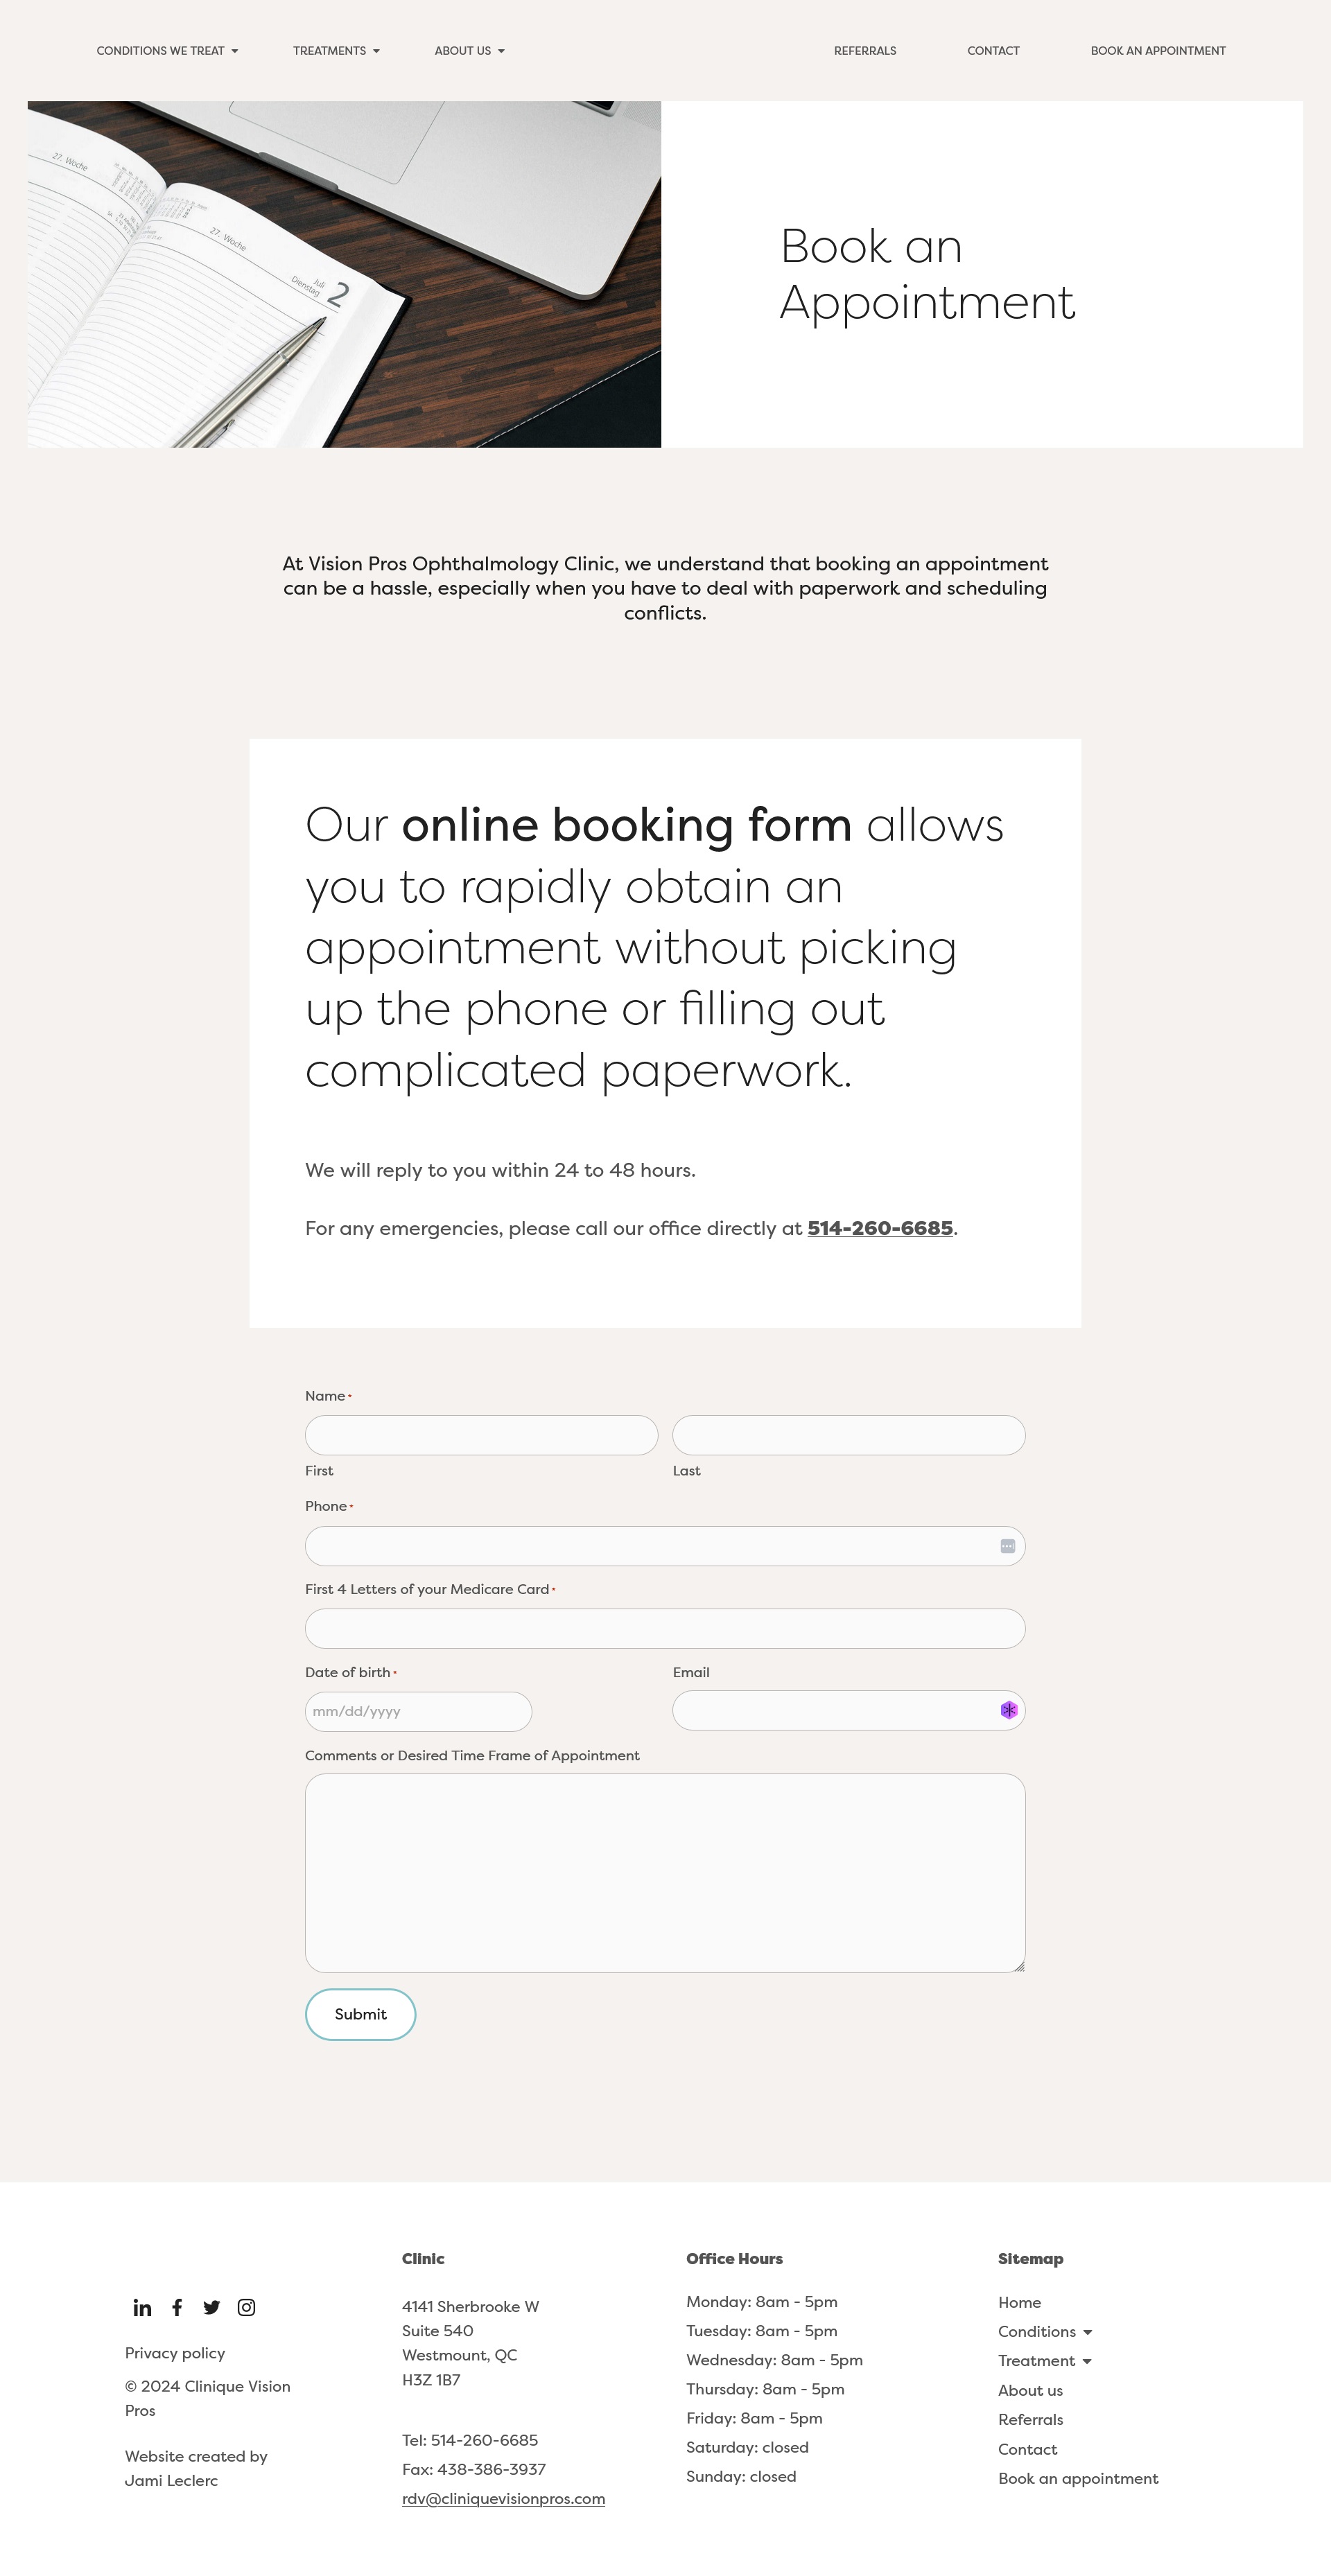 CONDITIONS WE TREAT
TREATMENTS
ABOUT US
REFERRALS
CONTACT
BOOK AN APPOINTMENT
27. Woche
27. Woche
Juli
Dienstag
2
Book an
Appointment
At Vision Pros Ophthalmology Clinic, we understand that booking an appointment
can be a hassle, especially when you have to deal with paperwork and scheduling
conflicts.
Our online booking form allows
you to rapidly obtain an
appointment without picking
up the phone or filling out
complicated paperwork.
We will reply to you within 24 to 48 hours.
For any emergencies, please call our office directly at 514-260-6685.
Name *
First
Last
Phone *
First 4 Letters of your Medicare Card *
Date of birth *
Email
mm/dd/yyyy
Comments or Desired Time Frame of Appointment
Submit
Privacy policy
© 2024 Clinique Vision
Pros
Website created by
Jami Leclerc
Clinic
4141 Sherbrooke W
Suite 540
Westmount, QC
H3Z 1B7
Tel: 514-260-6685
Fax: 438-386-3937
rdv@cliniquevisionpros.com
Office Hours
Monday: 8am - 5pm
Tuesday: 8am - 5pm
Wednesday: 8am - 5pm
Thursday: 8am - 5pm
Friday: 8am - 5pm
Saturday: closed
Sunday: closed
Sitemap
Home
Conditions
Treatment
About us
Referrals
Contact
Book an appointment